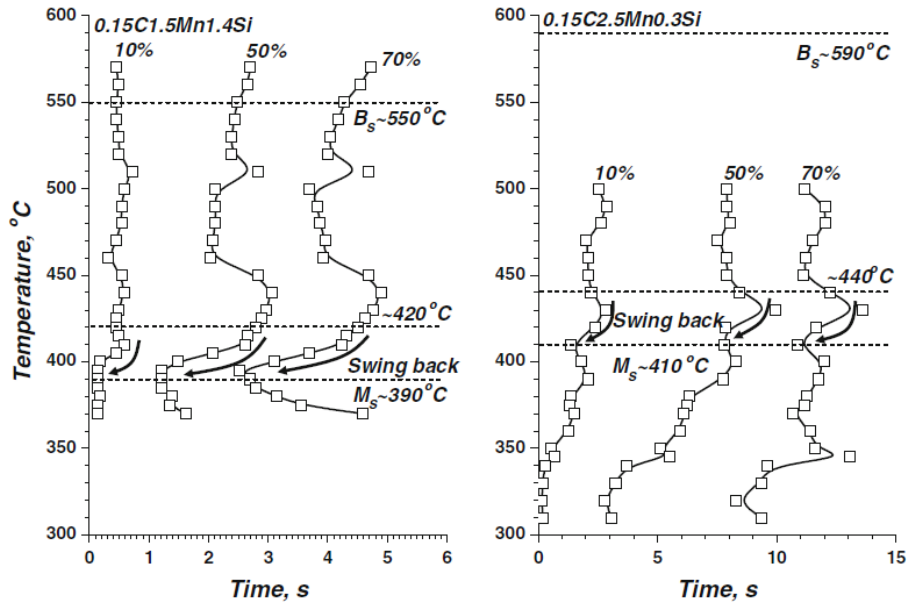 600
0.15C1.5Mn1.4Si
10%
50%
70%
550
Bs~550°C
500
450
~420°C
400
Swing back
Ms~390°C
350
300
0
1
2
3
4
5
6
Temperature, °C
Time, s
600
0.15C2.5Mn0.3Si
Bs~590°C
550
500
10%
50%
70%
450
~440°C
Swing back
400
Ms~410°C
350
300
0
5
10
15
Time, s